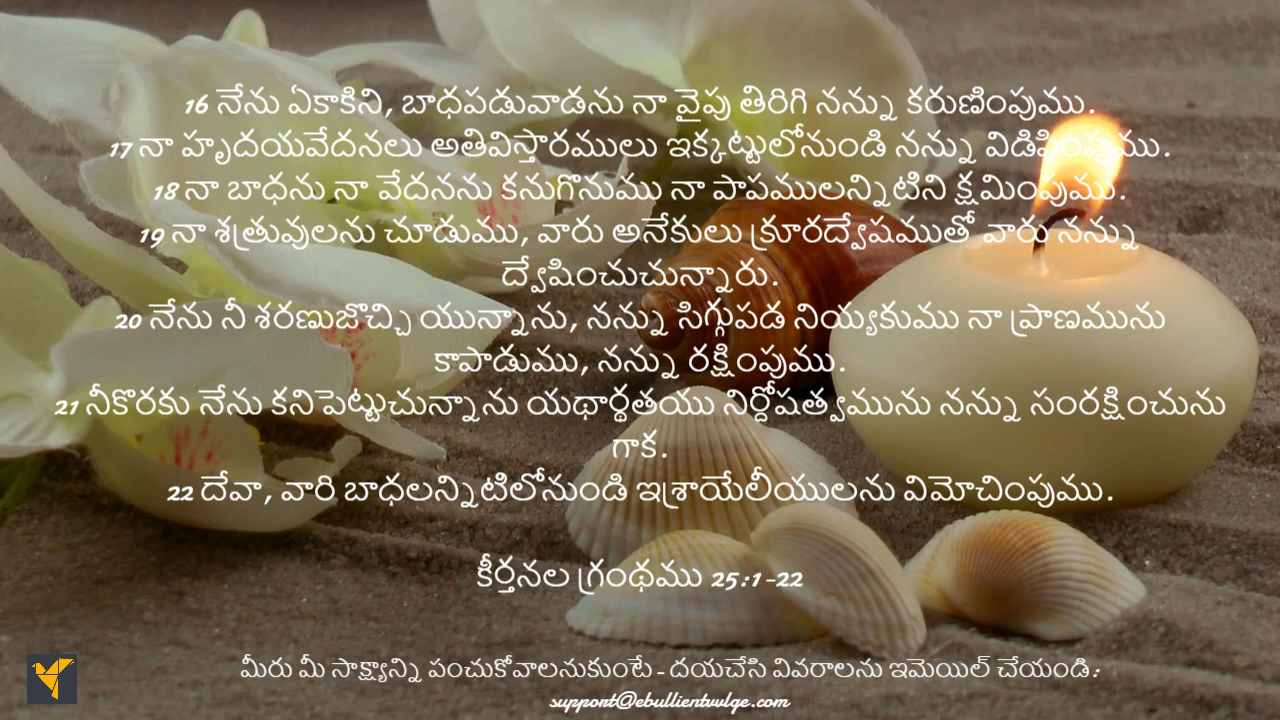 16 నేను ఏకాకిని, బాధపడువాడను నా వైపు తిరిగి నన్ను కరుణింపుము.
17 నా హృదయవేదనలు అతివిస్తారములు ఇక్కట్టులోనుండి నన్ను విడిపింపుము.
18 నా బాధను నా వేదనను కనుగొనుము నా పాపములన్నిటిని క్షమింపుము.
19 నా శత్రువులను చూడుము, వారు అనేకులు క్రూరద్వేషముతో వారు నన్ను
ద్వేషించుచున్నారు.
20 నేను నీ శరణుజొచ్చి యున్నాను, నన్ను సిగ్గుపడ నియ్యకుము నా ప్రాణమును
కాపాడుము, నన్ను రక్షింపుము.
21 నీకొరకు నేను కనిపెట్టుచున్నాను యథార్థతయు నిర్దోషత్వమును నన్ను సంరక్షించును
గాక.
22 దేవా, వారి బాధలన్నిటిలోనుండి ఇశ్రాయేలీయులను విమోచింపుము.
కీర్తనల గ్రంథము 25:1-22
మీరు మీ సాక్ష్యాన్ని పంచుకోవాలనుకుంటే - దయచేసి వివరాలను ఇమెయిల్ చేయండి:
support@ebullientwlge.com